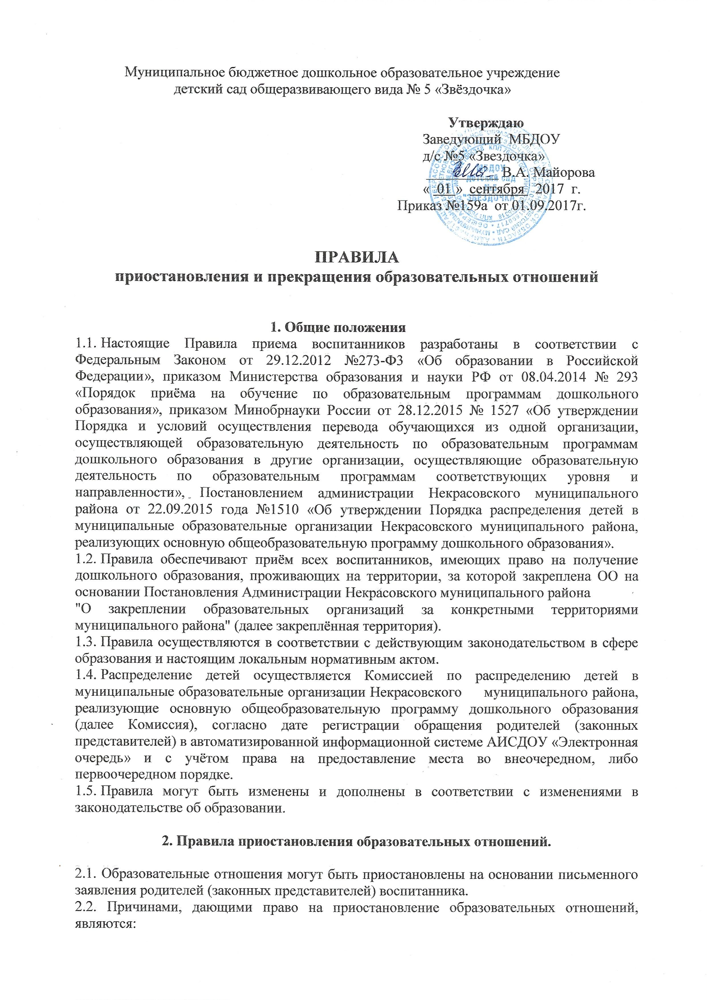 Муниципальное бюджетное дошкольное образовательное учреждение
детский сад общеразвивающего вида № 5 «Звёздочка»
Утверждаю
Заведующий МБДОУ
д/с №5 «Звездочка»
В.А. Майорова
« 01 » сентября 2017 г.
Приказ №159а от 01.09.2017г.
МБДОУ
детский сад
№5
"ЗВЕЗДОЧКА"
ПРАВИЛА
приостановления и прекращения образовательных отношений
1. Общие положения
1.1. Настоящие Правила приема воспитанников разработаны в соответствии с
Федеральным Законом от 29.12.2012 №273-ФЗ «Об образовании в Российской
Федерации», приказом Министерства образования и науки РФ от 08.04.2014 № 293
«Порядок приёма на обучение по образовательным программам дошкольного
образования», приказом Минобрнауки России от 28.12.2015 № 1527 «Об утверждении
Порядка и условий осуществления перевода обучающихся из одной организации,
осуществляющей образовательную деятельность по образовательным программам
дошкольного образования в другие организации, осуществляющие образовательную
деятельность по образовательным программам соответствующих уровня и
направленности», Постановлением администрации Некрасовского муниципального
района от 22.09.2015 года №1510 «Об утверждении Порядка распределения детей в
муниципальные образовательные организации Некрасовского муниципального района,
реализующих основную общеобразовательную программу дошкольного образования».
1.2. Правила обеспечивают приём всех воспитанников, имеющих право на получение
дошкольного образования, проживающих на территории, за которой закреплена ОО на
основании Постановления Администрации Некрасовского муниципального района
"О закреплении образовательных организаций за конкретными территориями
муниципального района" (далее закреплённая территория).
1.3. Правила осуществляются в соответствии с действующим законодательством в сфере
образования и настоящим локальным нормативным актом.
1.4. Распределение детей осуществляется Комиссией по распределению детей в
муниципальные образовательные организации Некрасовского муниципального района,
реализующие основную общеобразовательную программу дошкольного образования
(далее Комиссия), согласно дате регистрации обращения родителей (законных
представителей) в автоматизированной информационной системе АИСДОУ «Электронная
очередь» и с учётом права на предоставление места во внеочередном, либо
первоочередном порядке.
1.5. Правила могут быть изменены и дополнены в соответствии с изменениями в
законодательстве об образовании.
2. Правила приостановления образовательных отношений.
2.1. Образовательные отношения могут быть приостановлены на основании письменного
заявления родителей (законных представителей) воспитанника.
2.2. Причинами, дающими право на приостановление образовательных отношений,
являются: